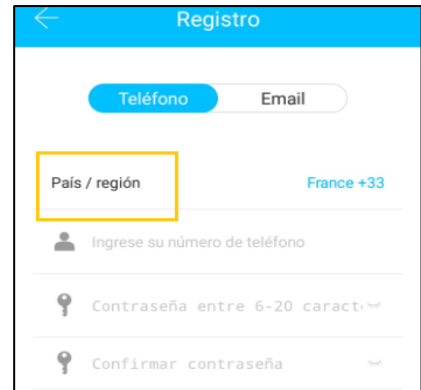 Registro
Teléfono Email
País / región France +33
Ingrese su número de teléfono
Contraseña entre 6-20 caract
Confirmar contraseña